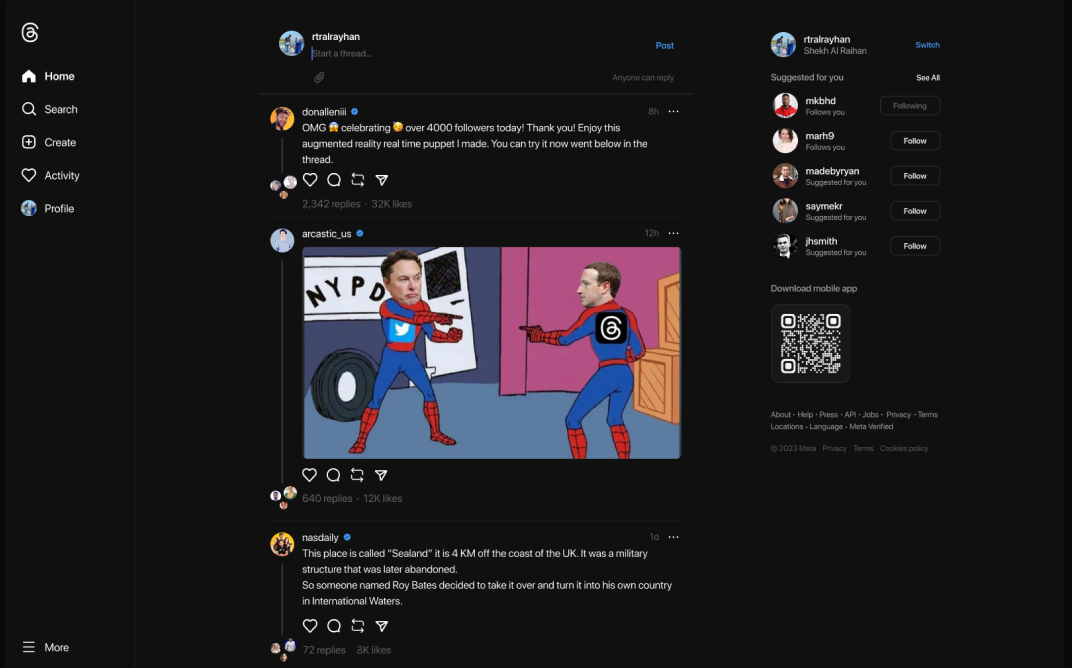 Home
Search
Create
Activity
Profile
More
rtralrayhan
Start a thread...
Post
Anyone can reply
donalleniii
8h
OMG 😱 celebrating 🥳 over 4000 followers today! Thank you! Enjoy this
augmented reality real time puppet I made. You can try it now went below in the
thread.
2,342 replies · 32K likes
arcastic_us
12h
NYPD
640 replies · 12K likes
nasdaily
1d
This place is called “Sealand” it is 4 KM off the coast of the UK. It was a military
structure that was later abandoned.
So someone named Roy Bates decided to take it over and turn it into his own country
in International Waters.
72 replies 8K likes
rtralrayhan
Shekh Al Raihan
Switch
Suggested for you
See All
mkbhd
Follows you
Following
marh9
Follows you
Follow
madebyryan
Suggested for you
Follow
saymekr
Suggested for you
Follow
jhsmith
Suggested for you
Follow
Download mobile app
About · Help · Press · API · Jobs · Privacy · Terms
Locations · Language · Meta Verified
© 2023 Meta Privacy Terms Cookies policy